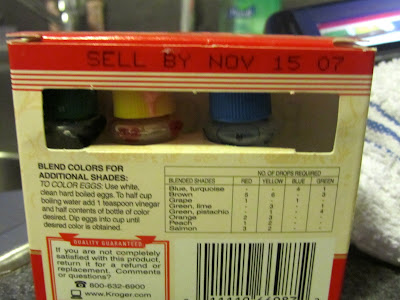 SELL BY NOV 15 07
BLEND COLORS FOR
ADDITIONAL SHADES:
TO COLOR EGGS: Use white,
clean hard boiled eggs. To half cup
boiling water add 1 teaspoon vinegar
and half contents of bottle of color
desired. Dip eggs into cup until
desired color is obtained.
NO. OF DROPS REQUIRED
BLENDED SHADES RED YELLOW BLUE GREEN
Blue, turquoise
Brown
Grape
Green, lime
Green, pistachio
Orange
Peach
Salmon
QUALITY GUARANTEED
If you are not completely
satisfied with this product,
return it for a refund or
replacement. Comments
or questions?
800-632-6900
www.Kroger.com